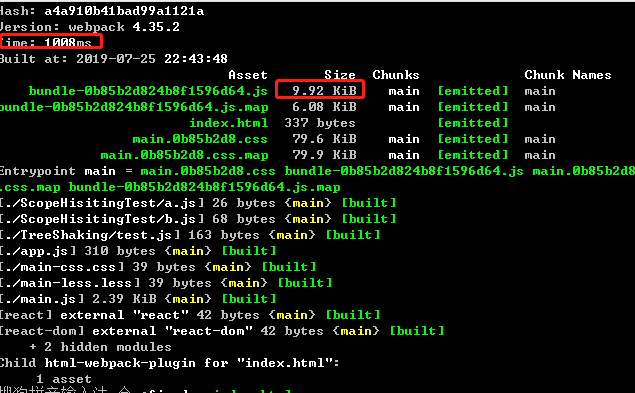 Hash: a4a910b41bad99a1121a
Version: webpack 4.35.2
Time: 1008ms
Built at: 2019-07-25 22:43:48
Asset Size Chunks Chunk Names
bundle-0b85b2d824b8f1596d64.js 9.92 KiB main [emitted] main
bundle-0b85b2d824b8f1596d64.js.map 6.08 KiB main [emitted] main
index.html 337 bytes [emitted]
main.0b85b2d8.css 79.6 KiB main [emitted] main
main.0b85b2d8.css.map 79.9 KiB main [emitted] main
Entrypoint main = main.0b85b2d8.css bundle-0b85b2d824b8f1596d64.js main.0b85b2d8
.css.map bundle-0b85b2d824b8f1596d64.js.map
[./ScopeHisitingTest/a.js] 26 bytes {main} [built]
[./ScopeHisitingTest/b.js] 68 bytes {main} [built]
[./TreeShaking/test.js] 163 bytes {main} [built]
[./app.js] 310 bytes {main} [built]
[./main-css.css] 39 bytes {main} [built]
[./main-less.less] 39 bytes {main} [built]
[./main.js] 2.39 KiB {main} [built]
[react] external "react" 42 bytes {main} [built]
[react-dom] external "react-dom" 42 bytes {main} [built]
+ 2 hidden modules
Child html-webpack-plugin for "index.html":
1 asset